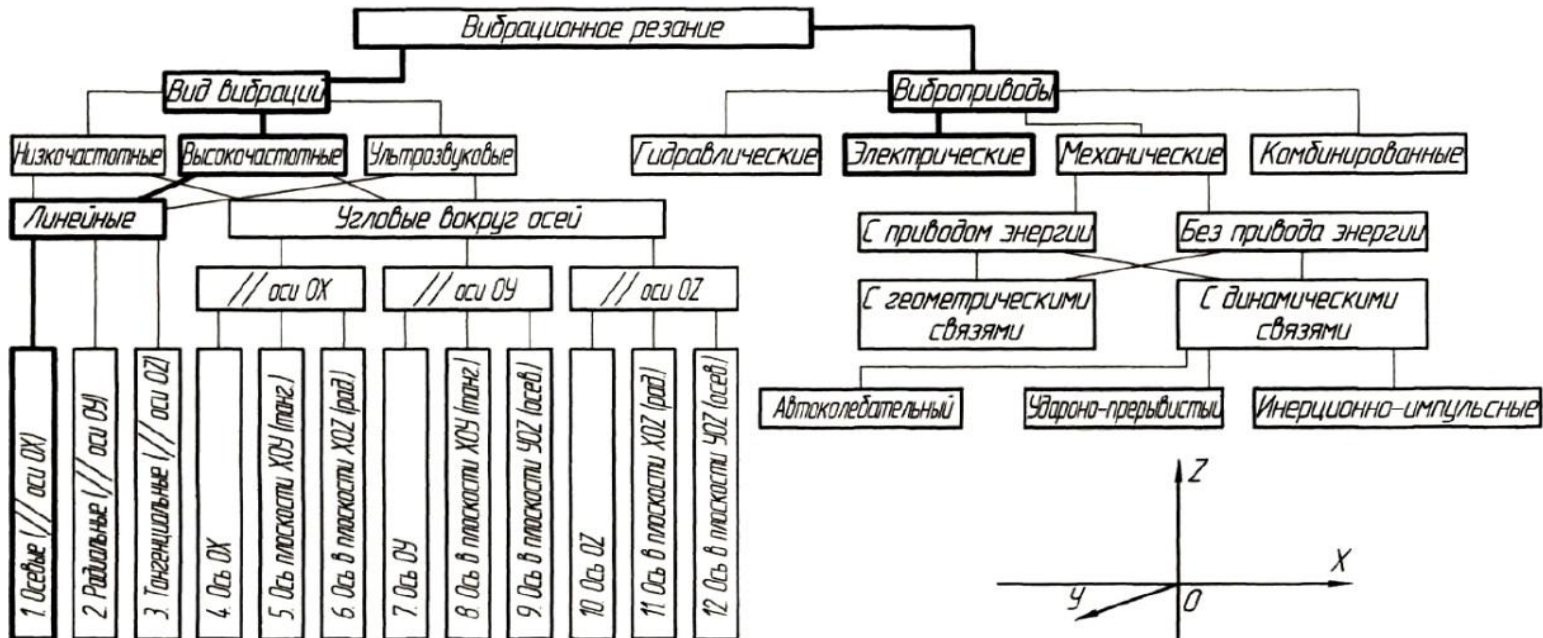 Вибрационное резание
Вид вибраций
Виброприводы
Низкочастотные
Высокочастотные
Ультрозвуковые
Гидравлические
Электрические
Механические
Комбинированные
Линейные
Угловые вокруг осей
С приводом энергии
Без привода энергии
// оси OX
// оси OY
// оси OZ
С геометрическими
связями
С динамическими
связями
Автоколебательный
Удароно-прерывистый
Инерционно-импульсные
1. Осевые (// оси OX)
2. Радиальные (// оси OY)
3. Тангенциальные (// оси OZ)
4. Ось OX
5. Ось плоскости XOY (танг.)
6. Ось в плоскости XOZ (рад.)
7. Ось OY
8. Ось в плоскости XOY (танг.)
9. Ось в плоскости YOZ (осев.)
10. Ось OZ
11. Ось в плоскости XOZ (рад.)
12. Ось в плоскости YOZ (осев.)
Z
X
Y
O